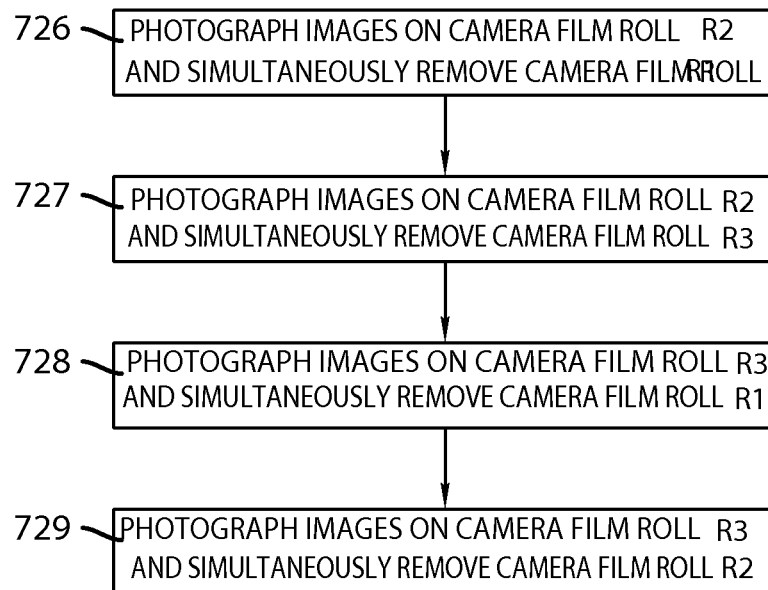 726 PHOTOGRAPH IMAGES ON CAMERA FILM ROLL R2
AND SIMULTANEOUSLY REMOVE CAMERA FILM ROLL R1
727 PHOTOGRAPH IMAGES ON CAMERA FILM ROLL R2
AND SIMULTANEOUSLY REMOVE CAMERA FILM ROLL R3
728 PHOTOGRAPH IMAGES ON CAMERA FILM ROLL R3
AND SIMULTANEOUSLY REMOVE CAMERA FILM ROLL R1
729 PHOTOGRAPH IMAGES ON CAMERA FILM ROLL R3
AND SIMULTANEOUSLY REMOVE CAMERA FILM ROLL R2